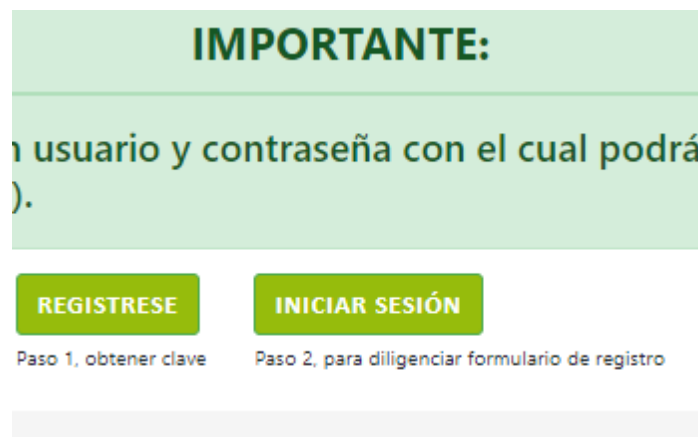 IMPORTANTE:
usuario y contraseña con el cual podrá
).
REGISTRESE
INICIAR SESIÓN
Paso 1, obtener clave
Paso 2, para diligenciar formulario de registro